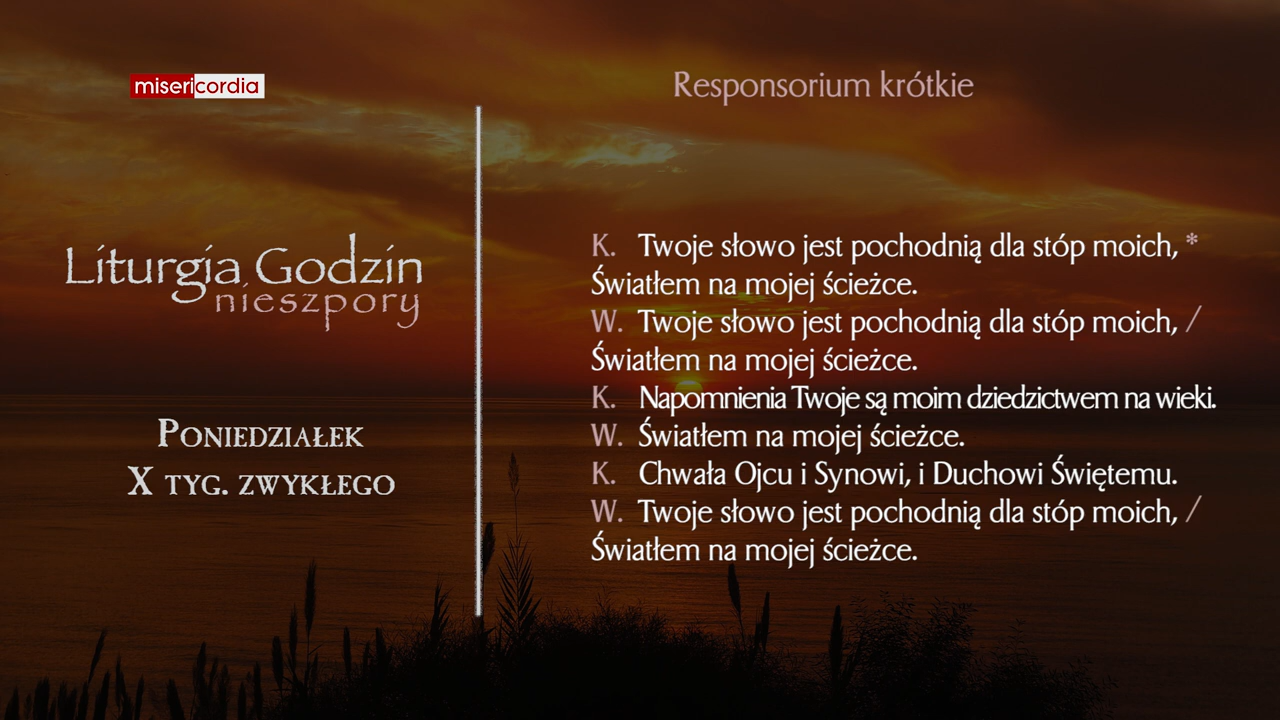 misericordia
Responsorium krótkie
Liturgia Godzin
nieszpory
Poniedziałek
X tyg. zwykłego
K. Twoje słowo jest pochodnią dla stóp moich, *
Światłem na mojej ścieżce.
W. Twoje słowo jest pochodnią dla stóp moich, /
Światłem na mojej ścieżce.
K. Napomnienia Twoje są moim dziedzictwem na wieki.
W. Światłem na mojej ścieżce.
K. Chwała Ojcu i Synowi, i Duchowi Świętemu.
W. Twoje słowo jest pochodnią dla stóp moich, /
Światłem na mojej ścieżce.